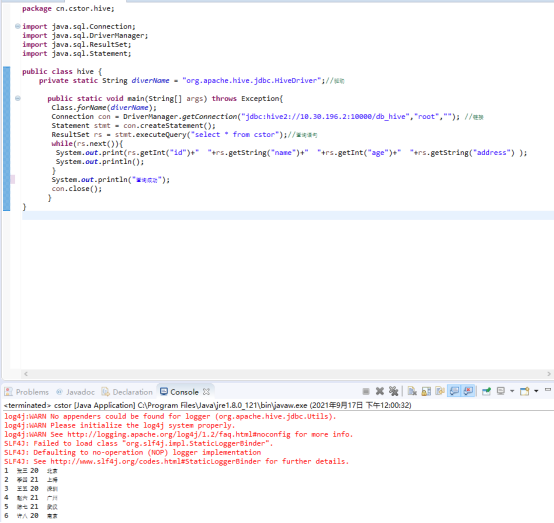 package cn.cstor.hive;
import java.sql.Connection;
import java.sql.DriverManager;
import java.sql.ResultSet;
import java.sql.Statement;
public class hive {
private static String diverName = "org.apache.hive.jdbc.HiveDriver";//驱动
public static void main(String[] args) throws Exception{
Class.forName(diverName);
Connection con = DriverManager.getConnection("jdbc:hive2://10.30.196.2:10000/db_hive","root",""); //链接
Statement stmt = con.createStatement();
ResultSet rs = stmt.executeQuery("select * from cstor");//查询语句
while(rs.next()){
System.out.print(rs.getInt("id")+"  "+rs.getString("name")+"  "+rs.getInt("age")+"  "+rs.getString("address") );
System.out.println();
}
System.out.println("查询成功");
con.close();
}
}
Problems @ Javadoc Declaration Console
<terminated> cstor [Java Application] C:\Program Files\Java\jre1.8.0_121\bin\javaw.exe (2021年9月17日 下午12:00:32)
log4j:WARN No appenders could be found for logger (org.apache.hive.jdbc.Utils).
log4j:WARN Please initialize the log4j system properly.
log4j:WARN See http://logging.apache.org/log4j/1.2/faq.html#noconfig for more info.
SLF4J: Failed to load class "org.slf4j.impl.StaticLoggerBinder".
SLF4J: Defaulting to no-operation (NOP) logger implementation
SLF4J: See http://www.slf4j.org/codes.html#StaticLoggerBinder for further details.
1 张三 20 北京
2 李四 21 上海
3 王五 20 深圳
4 赵六 21 广州
5 陈七 21 武汉
6 许八 20 南京